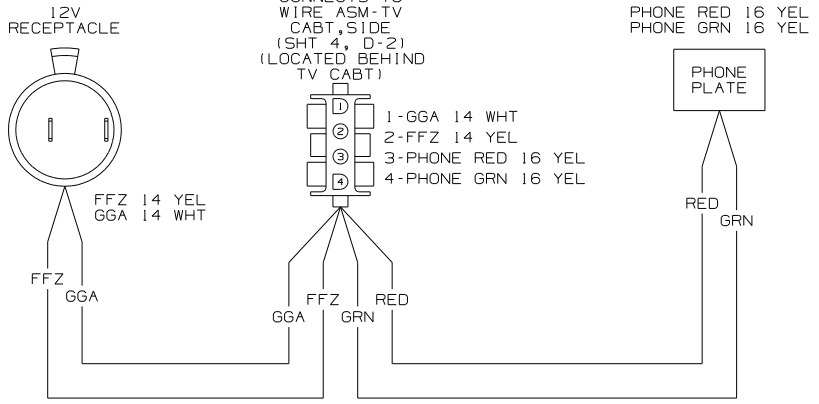 12V
RECEPTACLE
WIRE ASM-TV
CABT,SIDE
(SHT 4, D-2)
(LOCATED BEHIND
TV CABT)
PHONE RED 16 YEL
PHONE GRN 16 YEL
PHONE
PLATE
1
2
3
4
1-GGA 14 WHT
2-FFZ 14 YEL
3-PHONE RED 16 YEL
4-PHONE GRN 16 YEL
FFZ 14 YEL
GGA 14 WHT
RED
GRN
FFZ
GGA
GGA
FFZ
GRN
RED